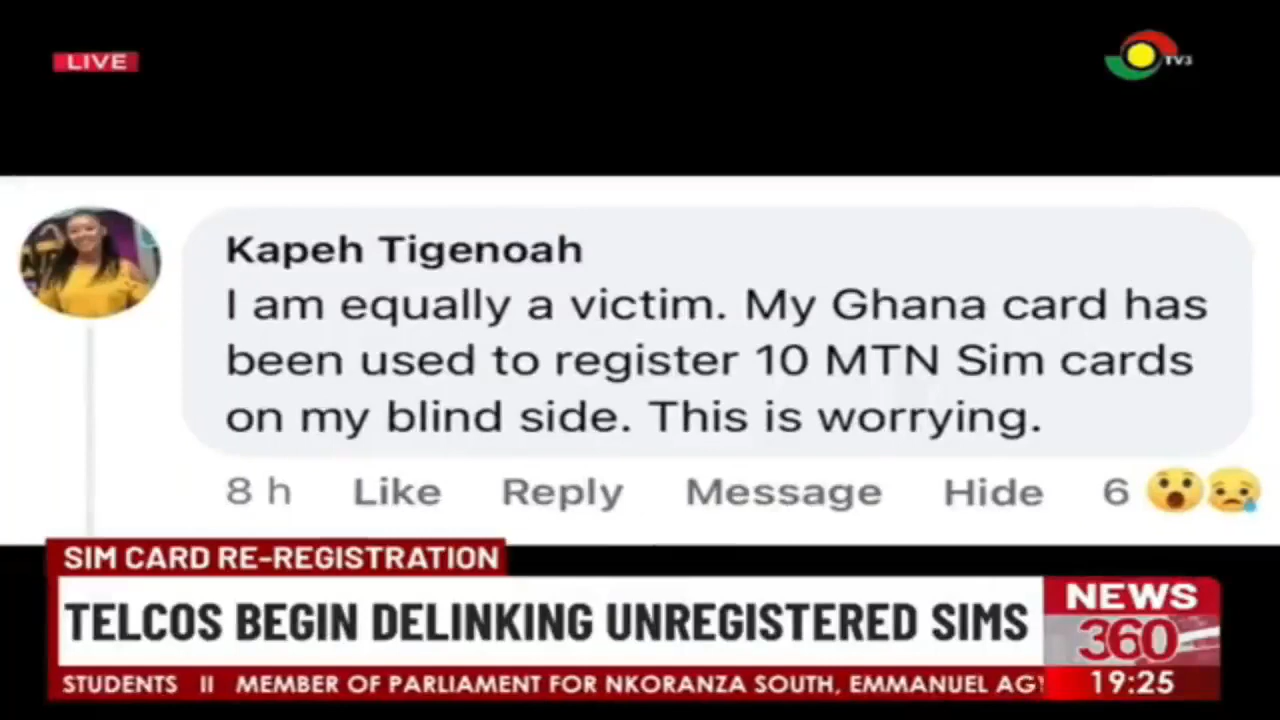 LIVE
TV3
Kapeh Tigenoah
I am equally a victim. My Ghana card has
been used to register 10 MTN Sim cards
on my blind side. This is worrying.
8 h Like Reply Message Hide 6
SIM CARD RE-REGISTRATION
TELCOS BEGIN DELINKING UNREGISTERED SIMS
NEWS
360
STUDENTS II MEMBER OF PARLIAMENT FOR NKORANZA SOUTH, EMMANUEL AGY
19:25